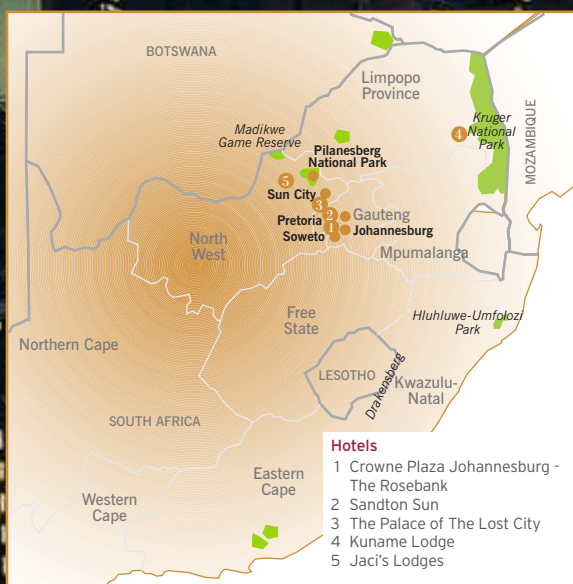 BOTSWANA
Limpopo
Province
MOZAMBIQUE
Kruger
National
Park
4
Madikwe
Game Reserve
Pilanesberg
National Park
5
Sun City
3
2
Pretoria
Gauteng
1
Soweto
Johannesburg
North
West
Mpumalanga
Free
State
Hluhluwe-Umfolozi
Park
Northern Cape
LESOTHO
Drakensberg
Kwazulu-
Natal
SOUTH AFRICA
Eastern
Cape
Western
Cape
Hotels
1 Crowne Plaza Johannesburg -
The Rosebank
2 Sandton Sun
3 The Palace of The Lost City
4 Kuname Lodge
5 Jaci's Lodges